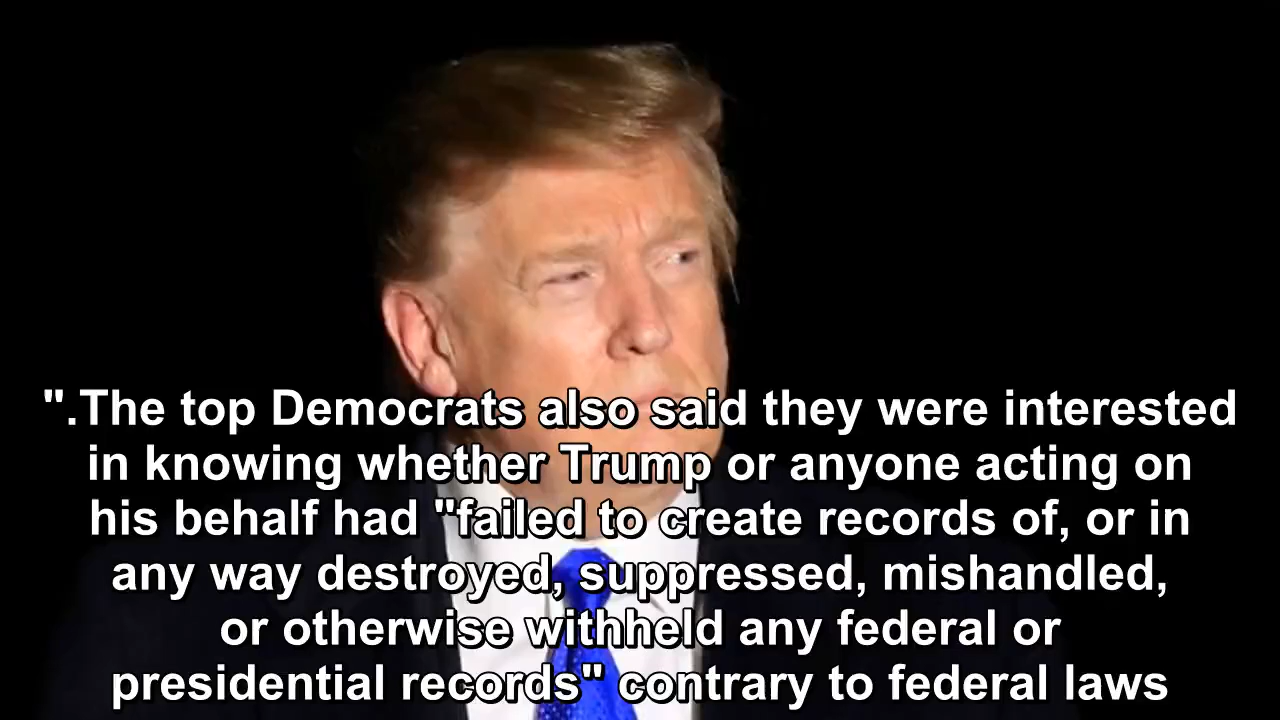 ".The top Democrats also said they were interested
in knowing whether Trump or anyone acting on
his behalf had "failed to create records of, or in
any way destroyed, suppressed, mishandled,
or otherwise withheld any federal or
presidential records" contrary to federal laws